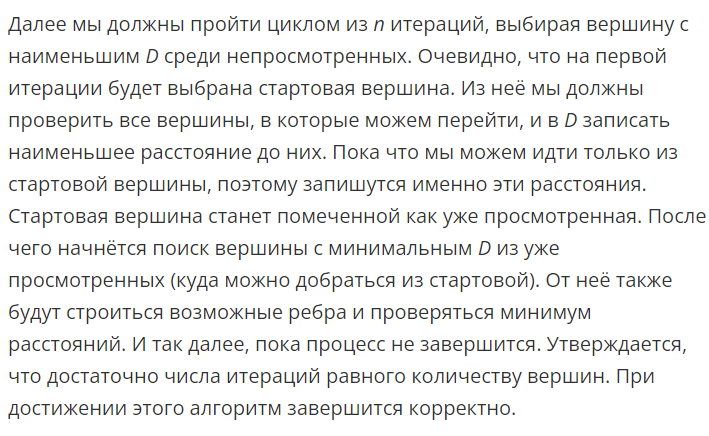 Далее мы должны пройти циклом из n итераций, выбирая вершину с
наименьшим D среди непросмотренных. Очевидно, что на первой
итерации будет выбрана стартовая вершина. Из неё мы должны
проверить все вершины, в которые можем перейти, и в D записать
наименьшее расстояние до них. Пока что мы можем идти только из
стартовой вершины, поэтому запишутся именно эти расстояния.
Стартовая вершина станет помеченной как уже просмотренная. После
чего начнётся поиск вершины с минимальным D из уже
просмотренных (куда можно добраться из стартовой). От неё также
будут строиться возможные ребра и проверяться минимум
расстояний. И так далее, пока процесс не завершится. Утверждается,
что достаточно числа итераций равного количеству вершин. При
достижении этого алгоритм завершится корректно.